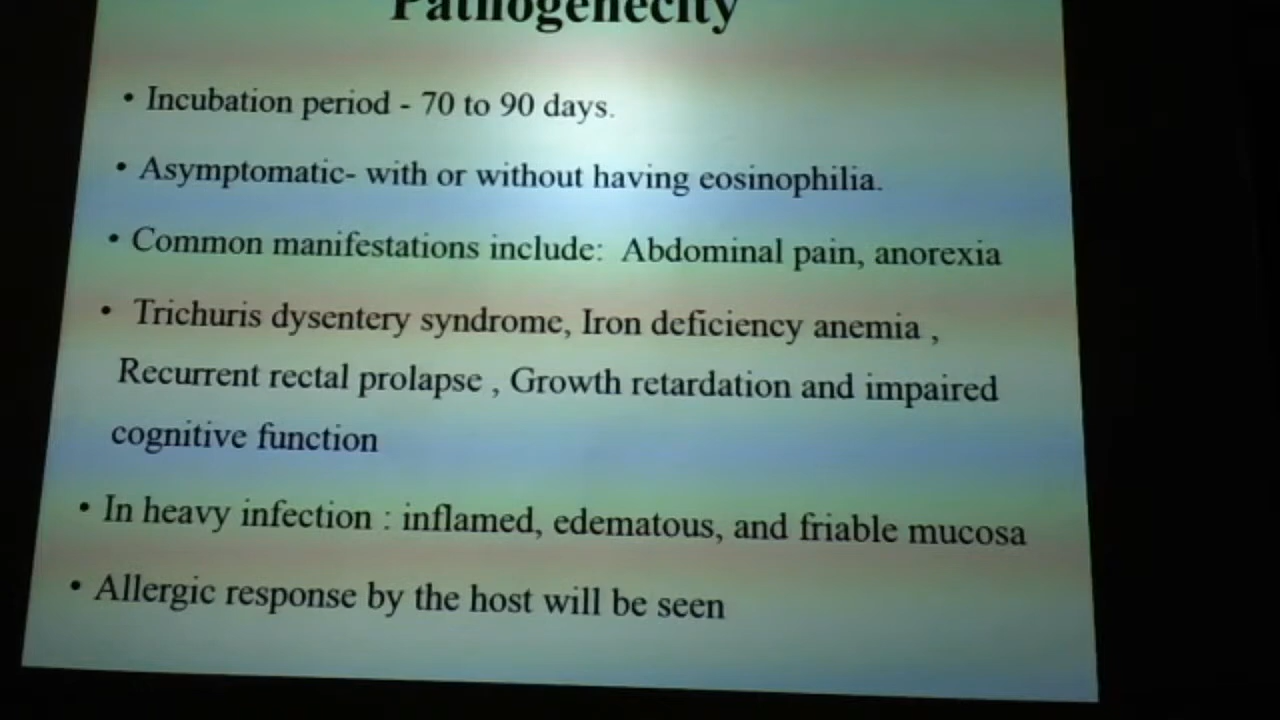 Pathogenecity
• Incubation period - 70 to 90 days.
• Asymptomatic- with or without having eosinophilia.
• Common manifestations include: Abdominal pain, anorexia
• Trichuris dysentery syndrome, Iron deficiency anemia ,
Recurrent rectal prolapse , Growth retardation and impaired
cognitive function
• In heavy infection : inflamed, edematous, and friable mucosa
• Allergic response by the host will be seen